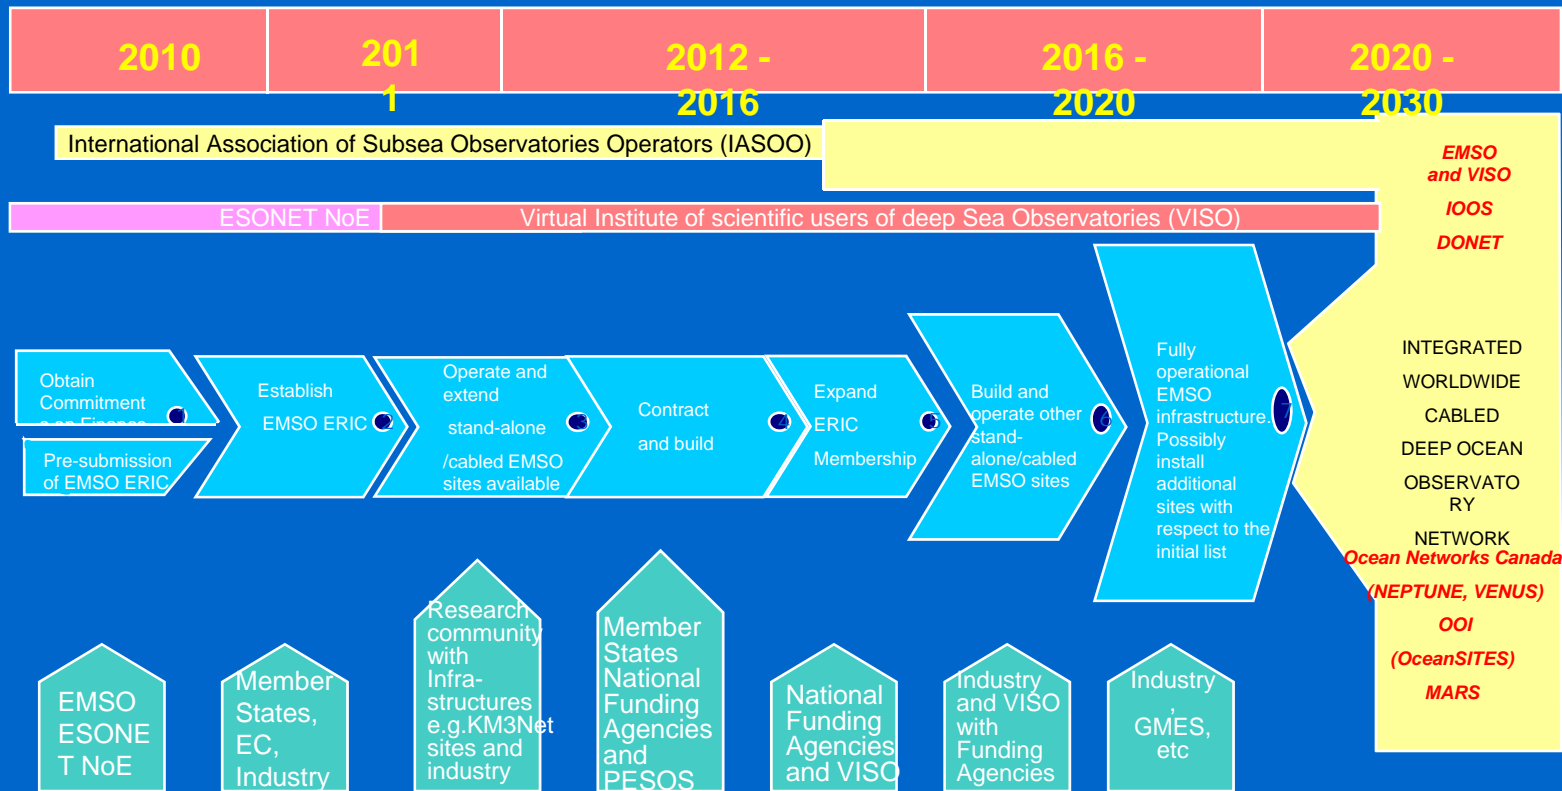 2010
201
1
2012 -
2016
2016 -
2020
2020 -
2030
International Association of Subsea Observatories Operators (IASOO)
ESONET NoE
Virtual Institute of scientific users of deep Sea Observatories (VISO)
EMSO
and VISO
IOOS
DONET
Obtain
Commitment
1
Pre-submission
of EMSO ERIC
Establish
EMSO ERIC
2
Operate and
extend
stand-alone
/cabled EMSO
sites available
3
Contract
and build
4
Expand
ERIC
Membership
5
Build and
operate other
stand-
alone/cabled
EMSO sites
6
Fully
operational
EMSO
infrastructure.
Possibly
install
additional
sites with
respect to the
initial list
7
INTEGRATED
WORLDWIDE
CABLED
DEEP OCEAN
OBSERVATO
RY
NETWORK
Ocean Networks Canada
(NEPTUNE, VENUS)
OOI
(OceanSITES)
MARS
EMSO
ESONE
T NoE
Member
States,
EC,
Industry
Research
community
with
Infra-
structures
e.g.KM3Net
sites and
industry
Member
States
National
Funding
Agencies
and
PESOS
National
Funding
Agencies
and VISO
Industry
and VISO
with
Funding
Agencies
Industry
,
GMES,
etc